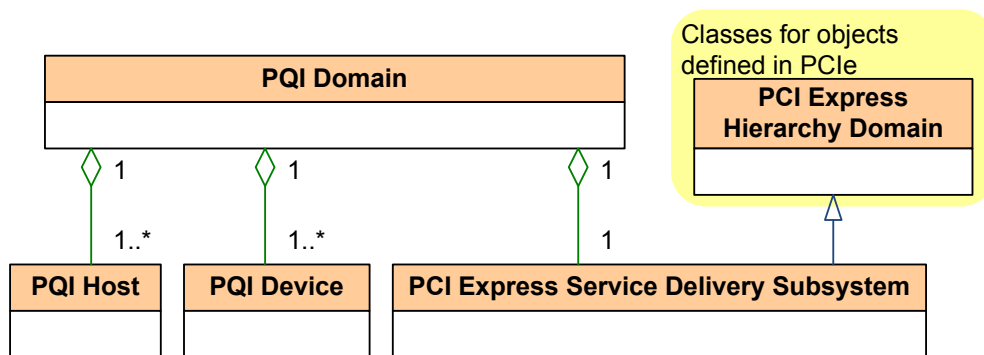 Classes for objects
defined in PCIe
PQI Domain
PCI Express
Hierarchy Domain
1
1
1
1..*
1..*
1
PQI Host
PQI Device
PCI Express Service Delivery Subsystem